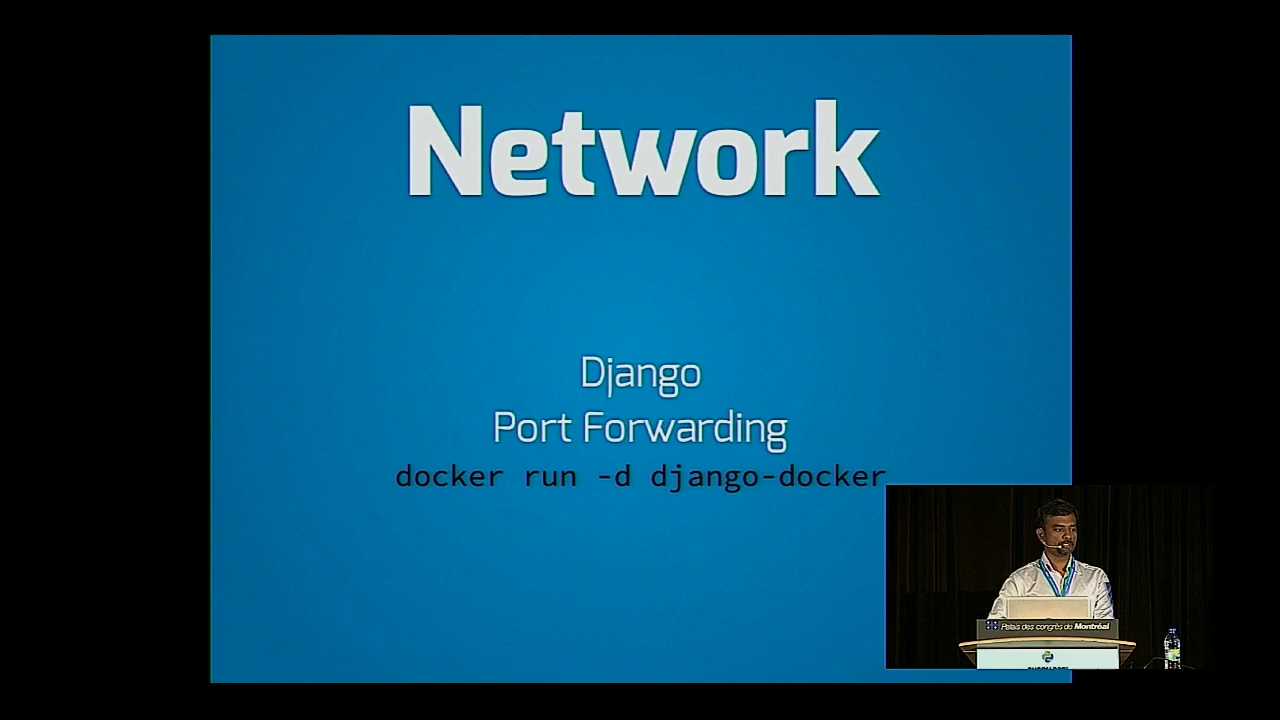 Network
Django
Port Forwarding
docker run -d django-docker
Palais des congrès de Montréal